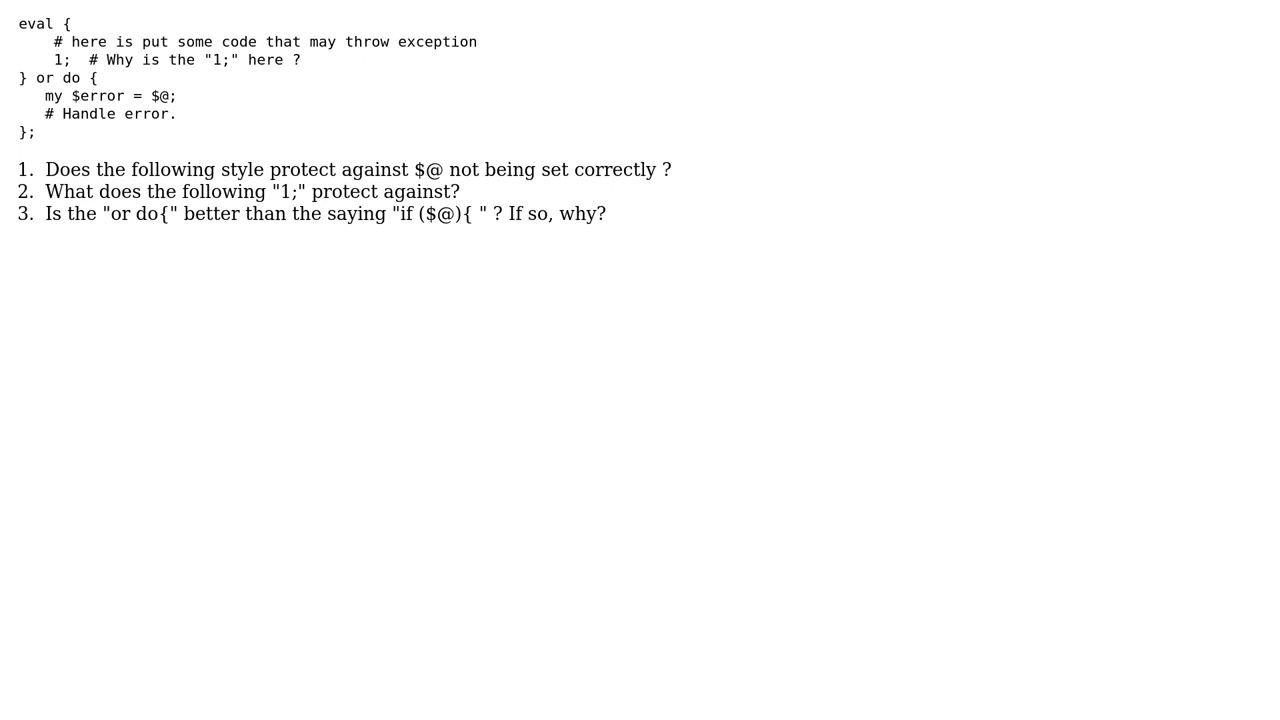 eval {
    # here is put some code that may throw exception
    1;  # Why is the "1;" here ?
} or do {
   my $error = $@;
   # Handle error.
};
1. Does the following style protect against $@ not being set correctly ?
2. What does the following "1;" protect against?
3. Is the "or do{" better than the saying "if ($@){ " ? If so, why?